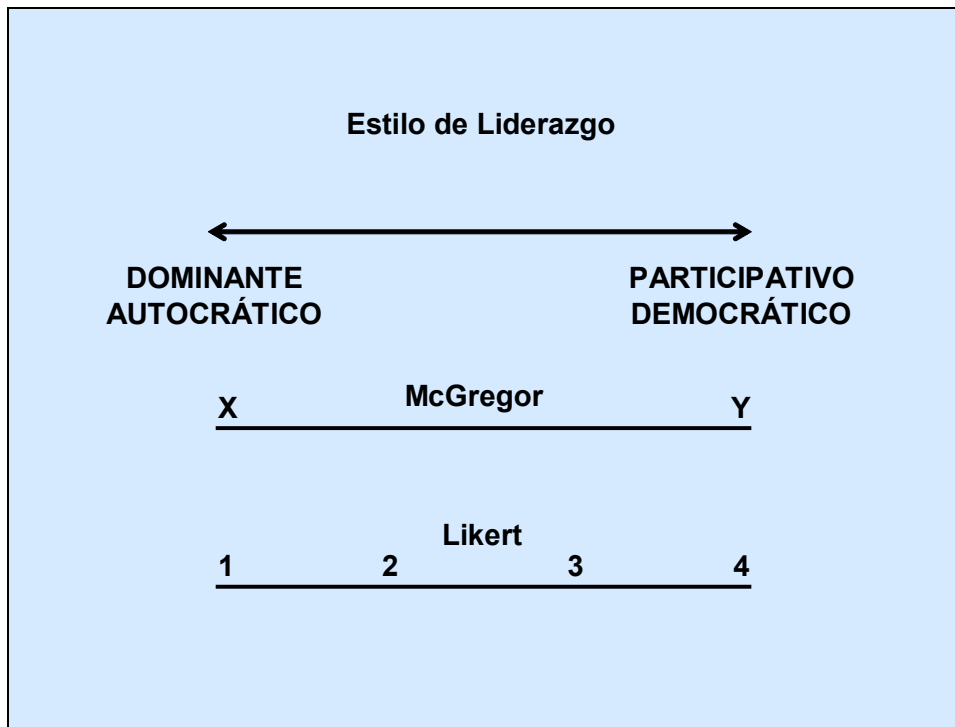 Estilo de Liderazgo
DOMINANTE
AUTOCRÁTICO
PARTICIPATIVO
DEMOCRÁTICO
McGregor
X Y
Likert
1 2 3 4